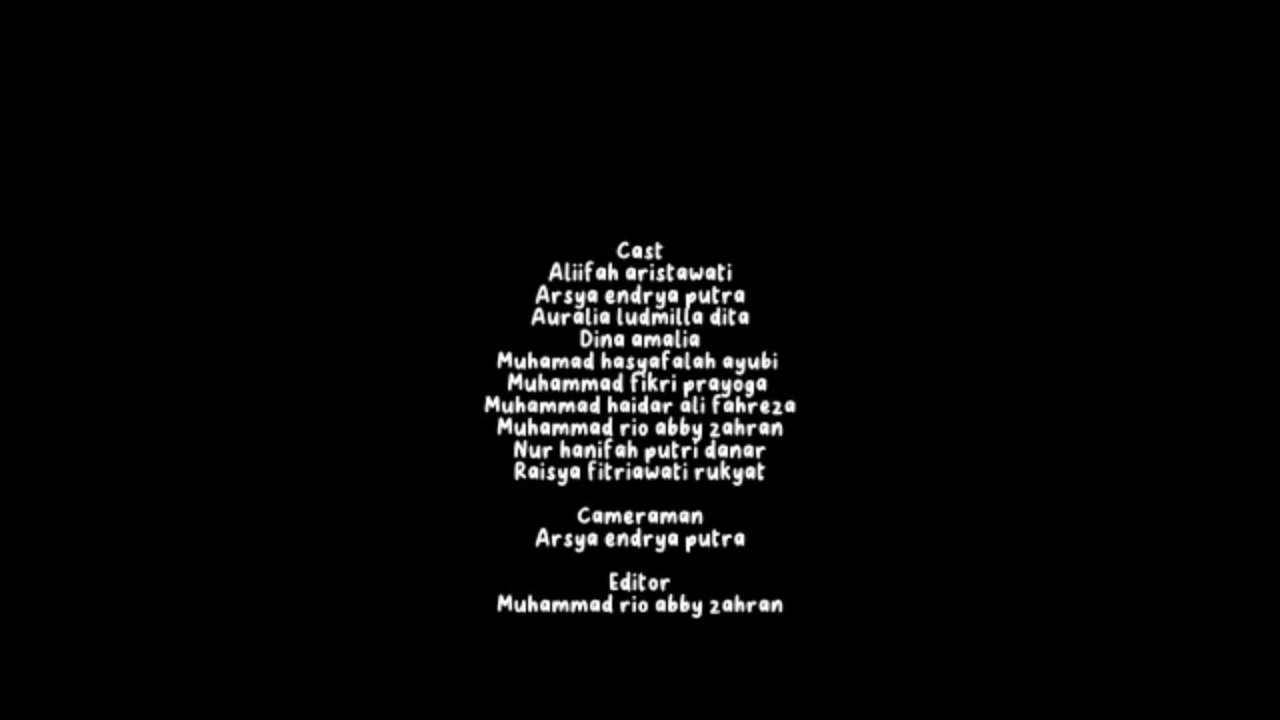 Cast
Aliifah aristawati
Arsya endrya putra
Auralia ludmilla dita
Dina amalia
Muhamad hasyafalah ayubi
Muhammad fikri prayoga
Muhammad haidar ali fahreza
Muhammad rio abby zahran
Nur hanifah putri danar
Raisya fitriawati rukyat
Cameraman
Arsya endrya putra
Editor
Muhammad rio abby zahran